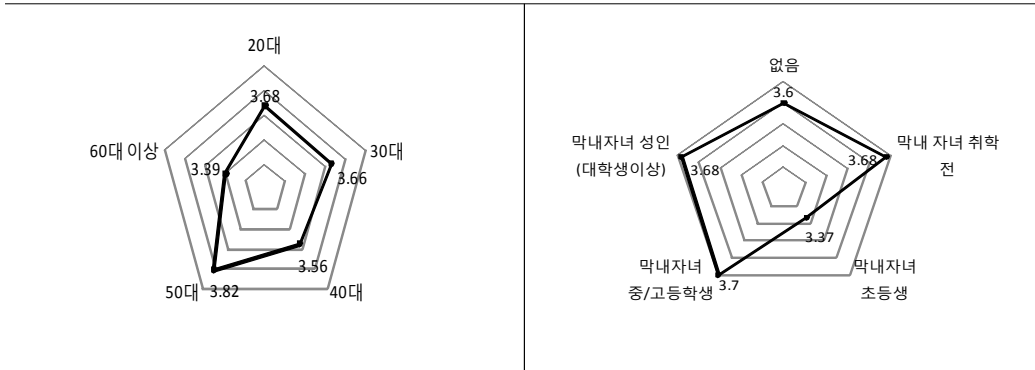 20대
3.68
30대
3.66
3.56
40대
50대
3.82
60대 이상
3.39
없음
3.6
막내 자녀 취학
전
3.68
3.37
막내자녀
초등생
막내자녀
중/고등학생
3.7
막내자녀 성인
(대학생이상)
3.68